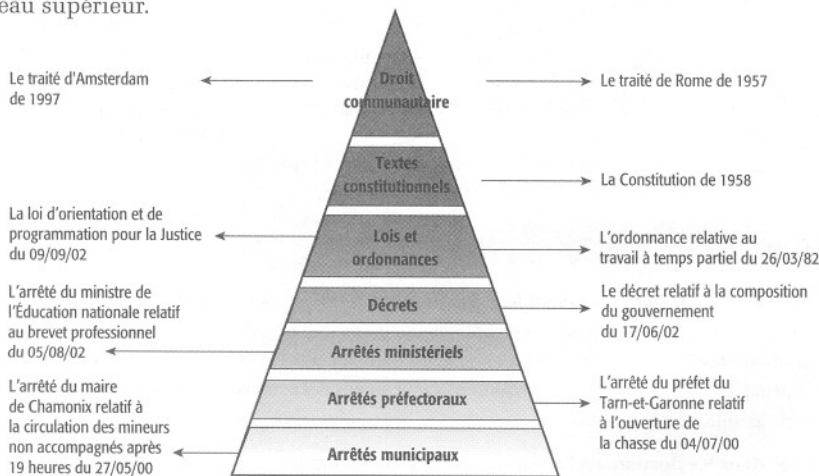 eau supérieur.
Le traité d'Amsterdam
de 1997
Droit
communautaire
Le traité de Rome de 1957
Textes
constitutionnels
La Constitution de 1958
La loi d'orientation et de
programmation pour la Justice
du 09/09/02
Lois et
ordonnances
L'ordonnance relative au
travail à temps partiel du 26/03/82
L'arrêté du ministre de
l'Éducation nationale relatif
au brevet professionnel
du 05/08/02
Décrets
Le décret relatif à la composition
du gouvernement
du 17/06/02
Arrêtés ministériels
L'arrêté du maire
de Chamonix relatif à
la circulation des mineurs
non accompagnés après
19 heures du 27/05/00
Arrêtés préfectoraux
L'arrêté du préfet du
Tarn-et-Garonne relatif
à l'ouverture de
la chasse du 04/07/00
Arrêtés municipaux